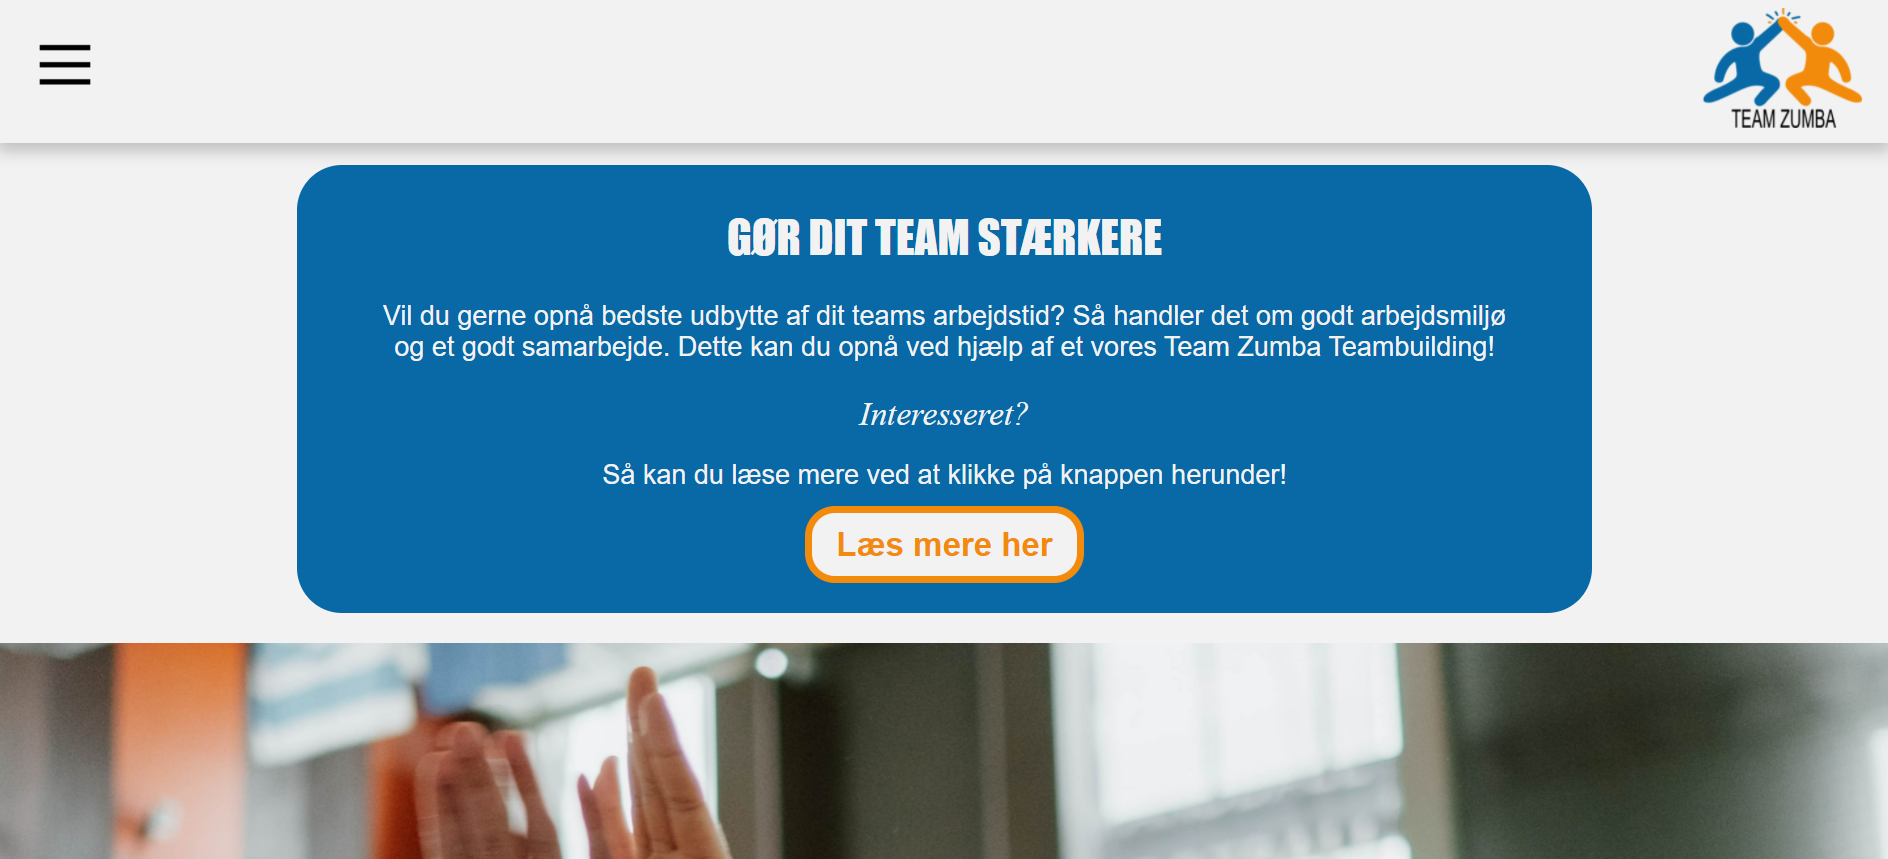 TEAM ZUMBA
GØR DIT TEAM STÆRKERE
Vil du gerne opnå bedste udbytte af dit teams arbejdstid? Så handler det om godt arbejdsmiljø
og et godt samarbejde. Dette kan du opnå ved hjælp af et vores Team Zumba Teambuilding!
Interesseret?
Så kan du læse mere ved at klikke på knappen herunder!
Læs mere her